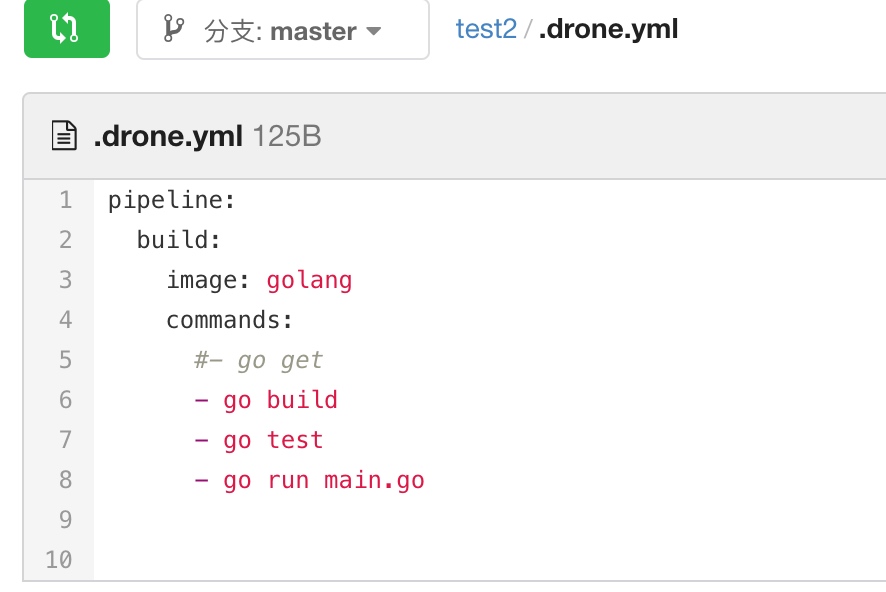 分支: master test2 / .drone.yml
.drone.yml 125B
1 pipeline:
2   build:
3     image: golang
4     commands:
5       #- go get
6       - go build
7       - go test
8       - go run main.go
9
10